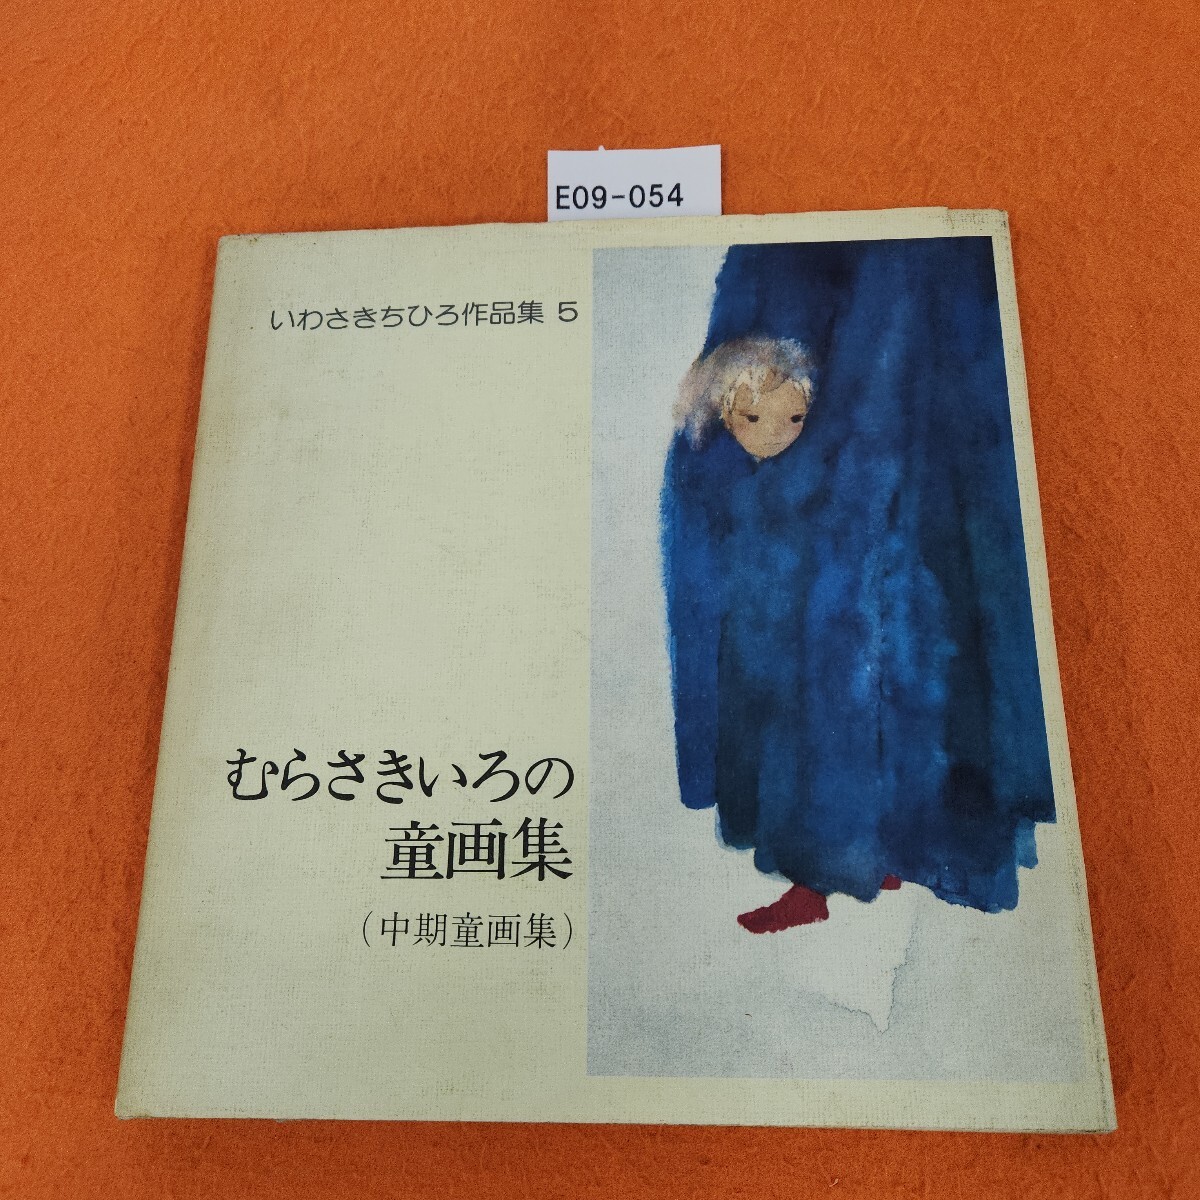 E09-054
いわさきちひろ作品集 5
むらさきいろの
童画集
(中期童画集)